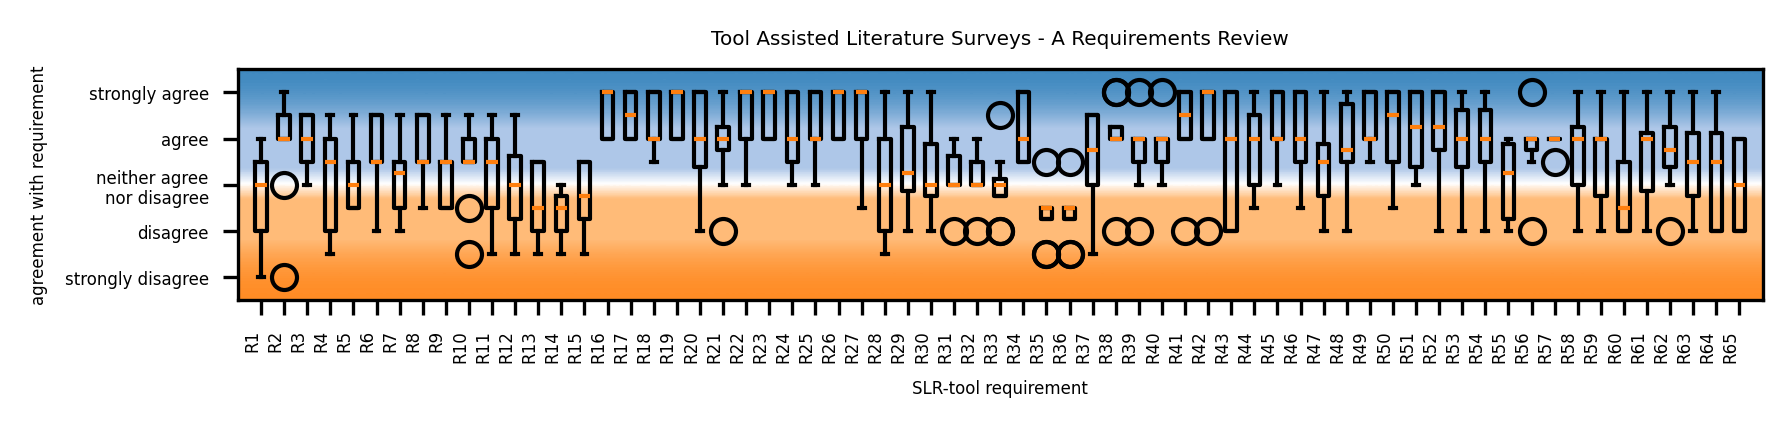 Tool Assisted Literature Surveys - A Requirements Review
agreement with requirement
strongly agree
agree
neither agree
nor disagree
disagree
strongly disagree
R1
R2
R3
R4
R5
R6
R7
R8
R9
R10
R11
R12
R13
R14
R15
R16
R17
R18
R19
R20
R21
R22
R23
R24
R25
R26
R27
R28
R29
R30
R31
R32
R33
R34
R35
R36
R37
R38
R39
R40
R41
R42
R43
R44
R45
R46
R47
R48
R49
R50
R51
R52
R53
R54
R55
R56
R57
R58
R59
R60
R61
R62
R63
R64
R65
SLR-tool requirement